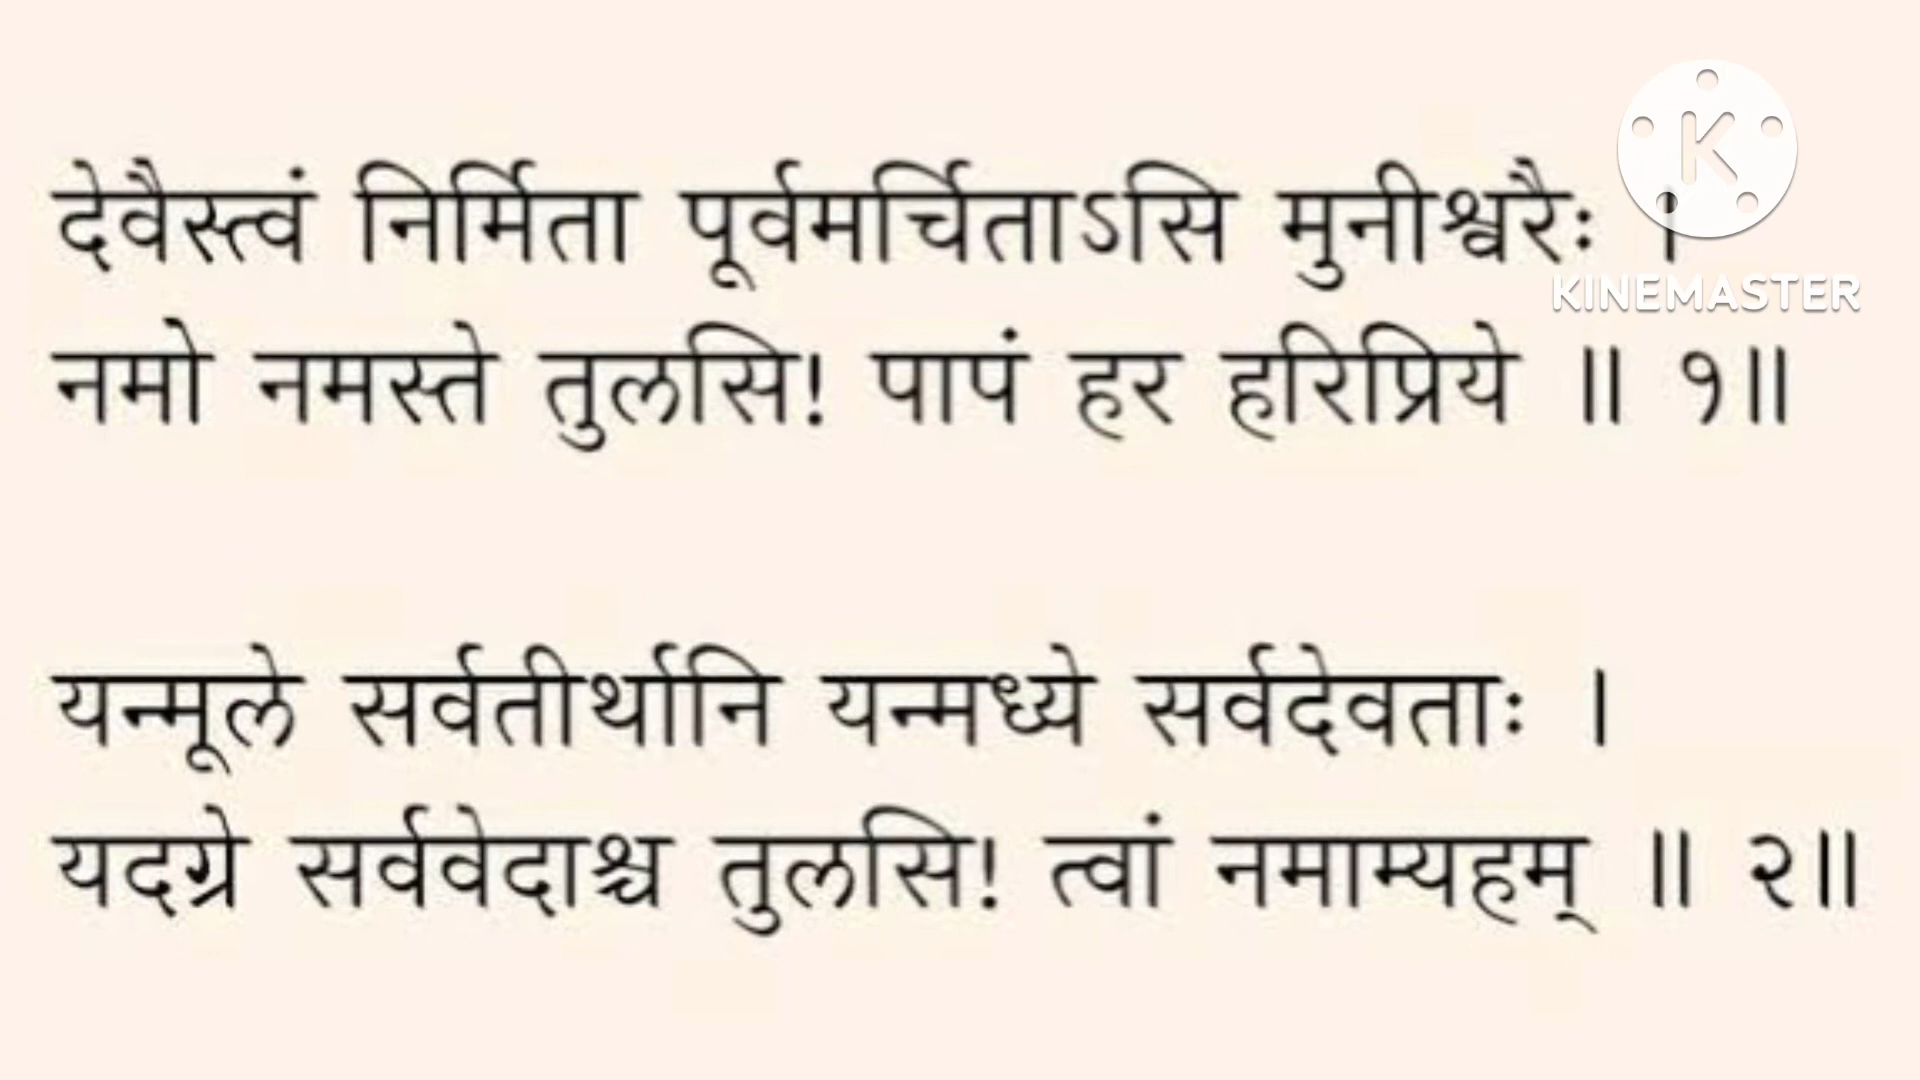 देवैस्त्वं निर्मिता पूर्वमर्चिताऽसि मुनीश्वरैः ।
KINEMASTER
नमो नमस्ते तुलसि! पापं हर हरिप्रिये ॥ १॥
यन्मूले सर्वतीर्थानि यन्मध्ये सर्वदेवताः ।
यदग्रे सर्ववेदाश्च तुलसि! त्वां नमाम्यहम् ॥ २॥